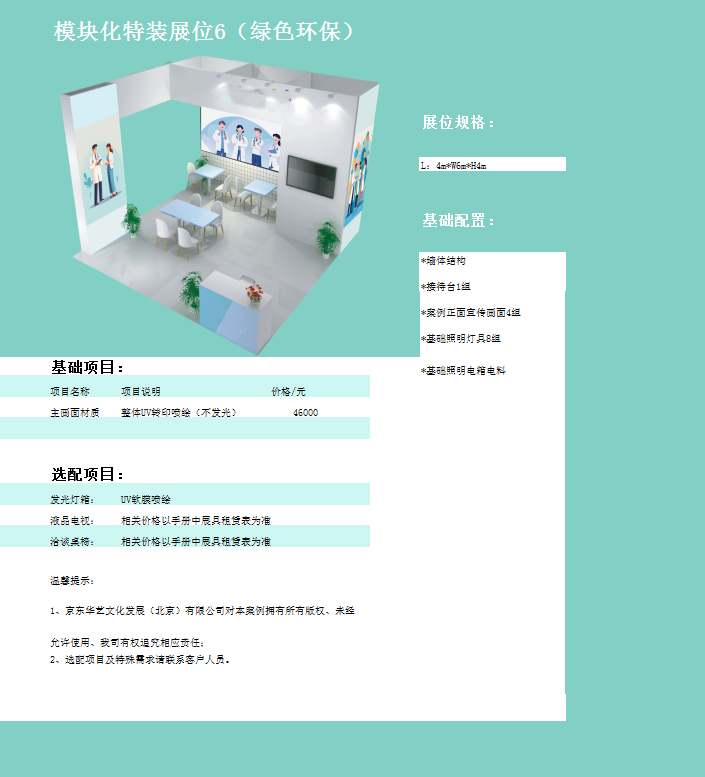 模块化特装展位6（绿色环保）
展位规格：
L：4m*W6m*H4m
基础配置：
*墙体结构
*接待台1组
*案例正面宣传画面4组
*基础照明灯具8组
*基础照明电箱电料
基础项目：
项目名称 项目说明 价格/元
主画面材质 整体UV转印喷绘（不发光） 46000
选配项目：
发光灯箱： UV软膜喷绘
液晶电视： 相关价格以手册中展具租赁表为准
洽谈桌椅： 相关价格以手册中展具租赁表为准
温馨提示：
1、京东华艺文化发展（北京）有限公司对本案例拥有所有版权、未经
允许使用、我司有权追究相应责任；
2、选配项目及特殊需求请联系客户人员。